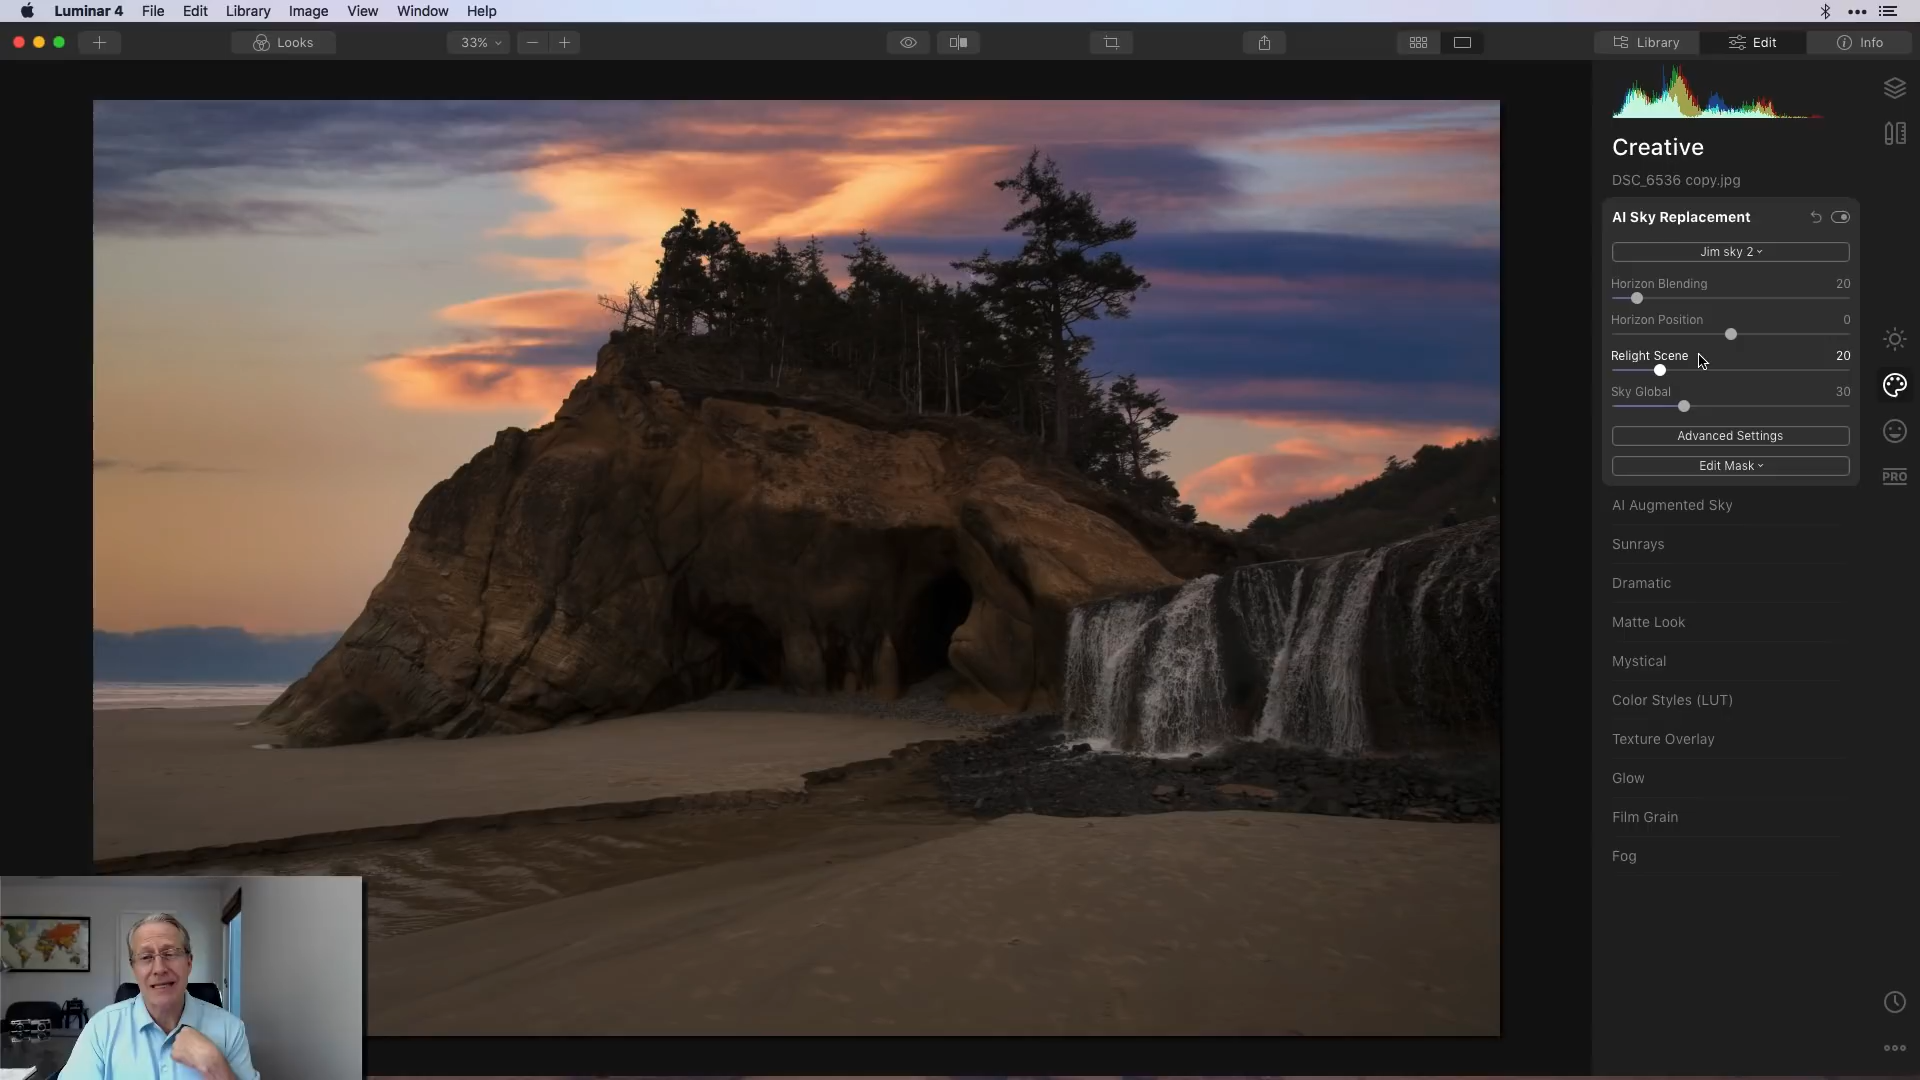 Luminar 4 File Edit Library Image View Window Help
Looks 33% Library Edit Info
Creative
DSC_6536 copy.jpg
AI Sky Replacement
Jim sky 2
Horizon Blending 20
Horizon Position 0
Relight Scene 20
Sky Global 30
Advanced Settings
Edit Mask
PRO
AI Augmented Sky
Sunrays
Dramatic
Matte Look
Mystical
Color Styles (LUT)
Texture Overlay
Glow
Film Grain
Fog